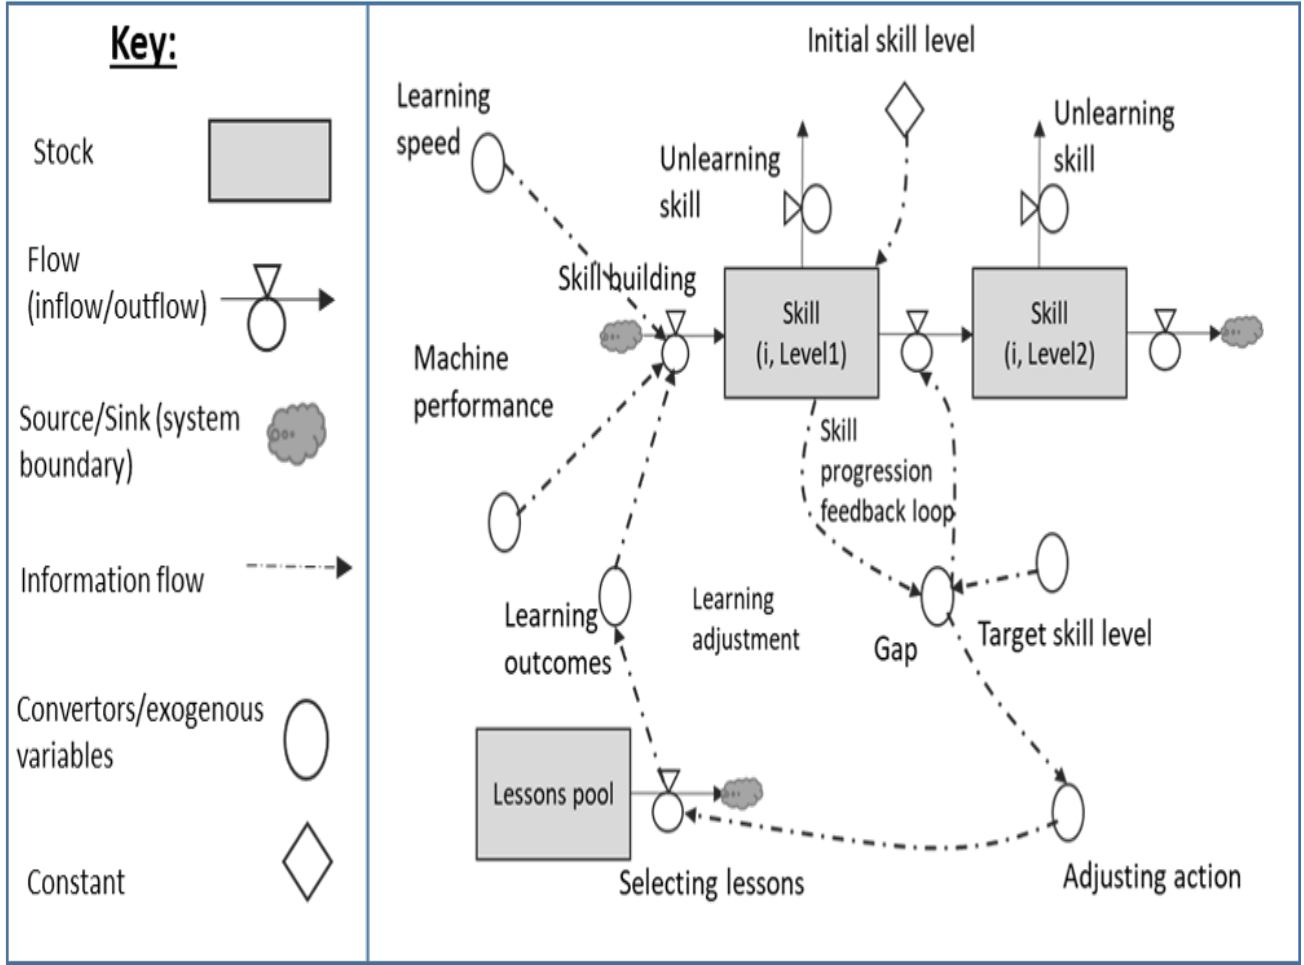 Key:
Stock
Flow
(inflow/outflow)
Source/Sink (system
boundary)
Information flow
Convertors/exogenous
variables
Constant
Initial skill level
Learning
speed
Unlearning
skill
Unlearning
skill
Skill building
Skill
(i, Level1)
Skill
(i, Level2)
Machine
performance
Skill
progression
feedback loop
Learning
outcomes
Learning
adjustment
Gap
Target skill level
Lessons pool
Selecting lessons
Adjusting action